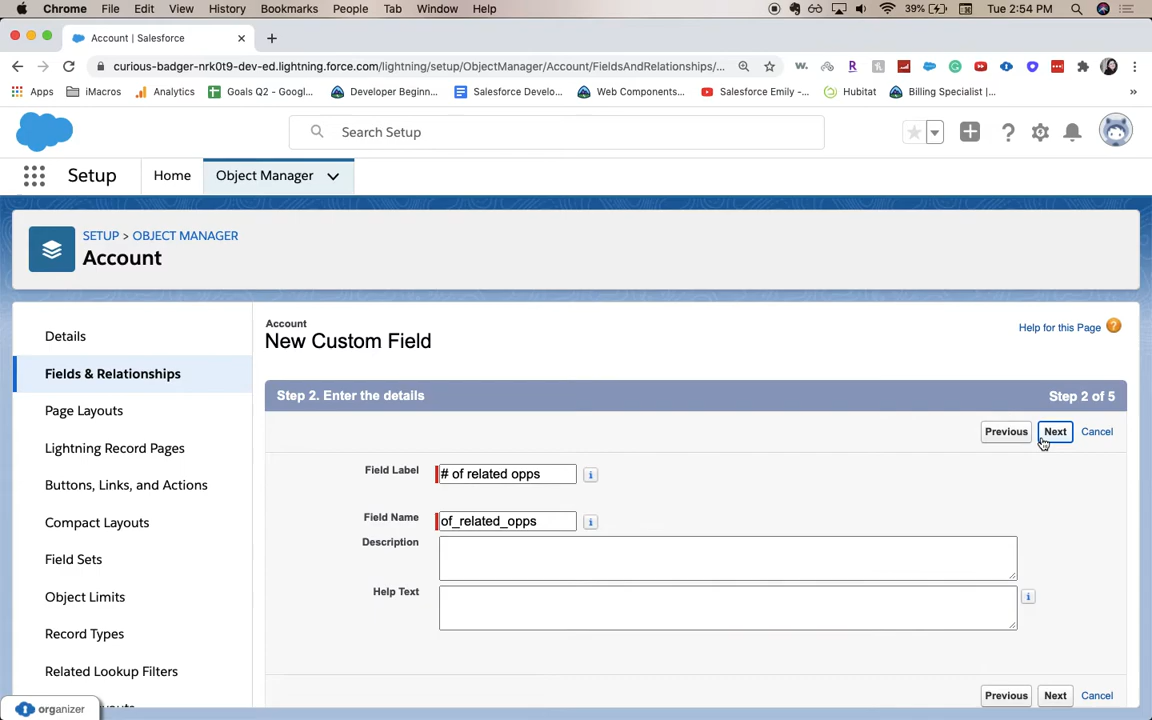 Chrome File Edit View History Bookmarks People Tab Window Help 39% Tue 2:54 PM
Account | Salesforce
curious-badger-nrk0t9-dev-ed.lightning.force.com/lightning/setup/ObjectManager/Account/FieldsAndRelationships/...
Apps iMacros Analytics Goals Q2 - Googl... Developer Beginn... Salesforce Develo... Web Components... Salesforce Emily -... Hubitat Billing Specialist |... »
Search Setup
Setup Home Object Manager
SETUP > OBJECT MANAGER
Account
Details
Fields & Relationships
Page Layouts
Lightning Record Pages
Buttons, Links, and Actions
Compact Layouts
Field Sets
Object Limits
Record Types
Related Lookup Filters
organizer
Account
New Custom Field
Help for this Page ?
Step 2. Enter the details Step 2 of 5
Previous Next Cancel
Field Label # of related opps i
Field Name of_related_opps i
Description
Help Text i
Previous Next Cancel